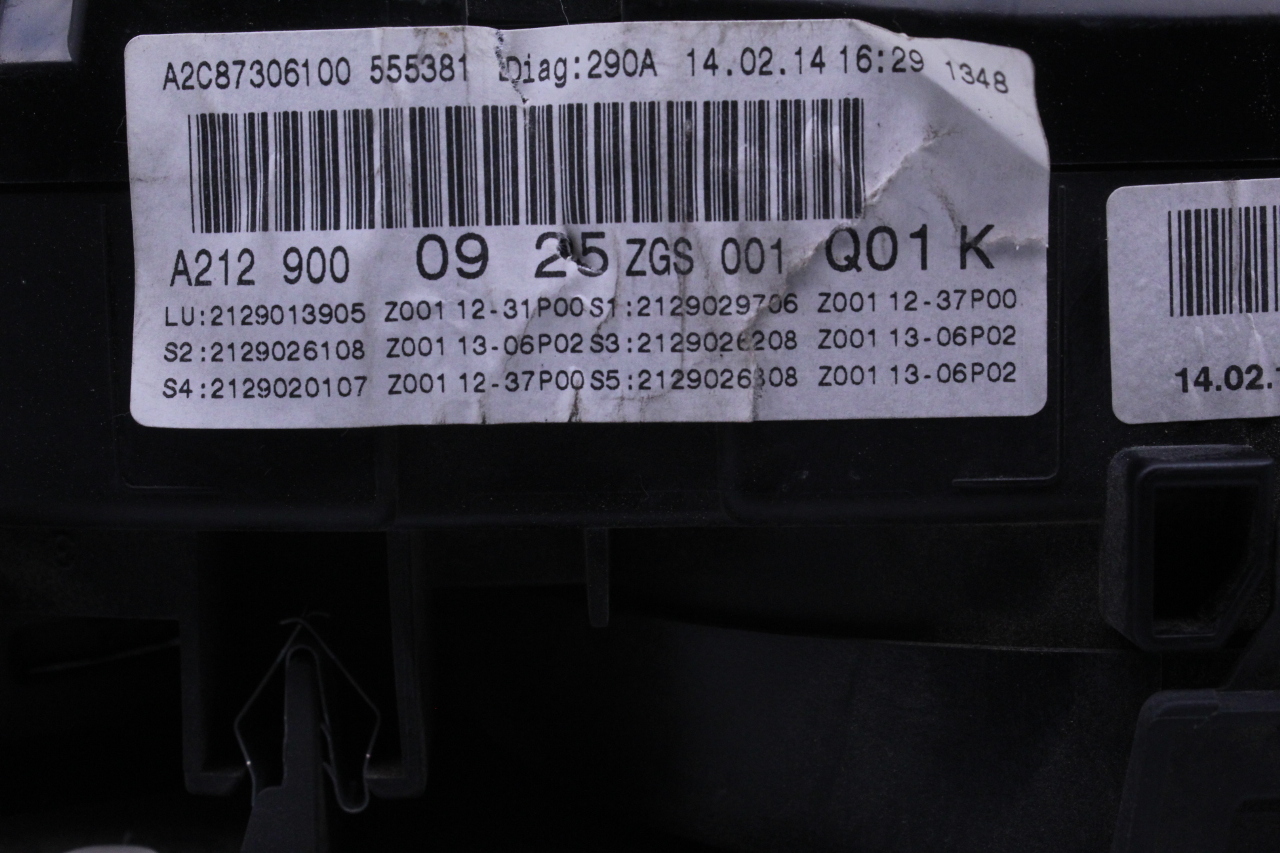 A2C87306100 555381 Diag:290A 14.02.14 16:29 1348
A212 900 09 25 ZGS 001 Q01 K
LU:2129013905 Z001 12-31P00 S1:2129029706 Z001 12-37P00
S2:2129026108 Z001 13-06P02 S3:2129026208 Z001 13-06P02
S4:2129020107 Z001 12-37P00 S5:2129026308 Z001 13-06P02
14.02.